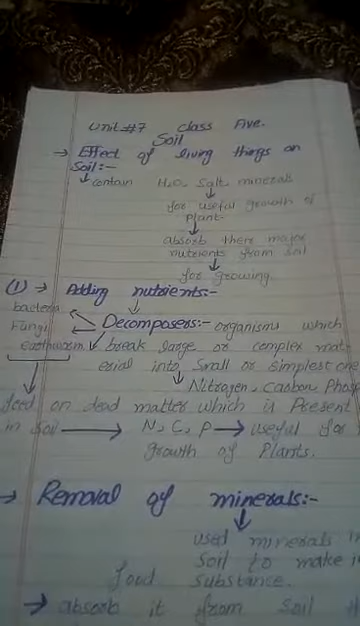 Unit #7 Class Five.
Soil
→ Effect of living things on
Soil:-
↳ contain H₂O, Salt, minerals
↓
for useful growth of
plant
↓
absorb these major
nutrients from soil
↓
for growing
(1) → Adding nutrients:-
bacteria
Fungi Decomposers:- organisms which
earthworm break large or complex mat-
erial into Small or simplest one
↳ Nitrogen, Carbon,
feed on dead matter which is Present
in soil → N, C, P → useful for
growth of Plants.
→ Removal of minerals:-
↓
used minerals
soil to make
food substance.
→ absorb it from soil